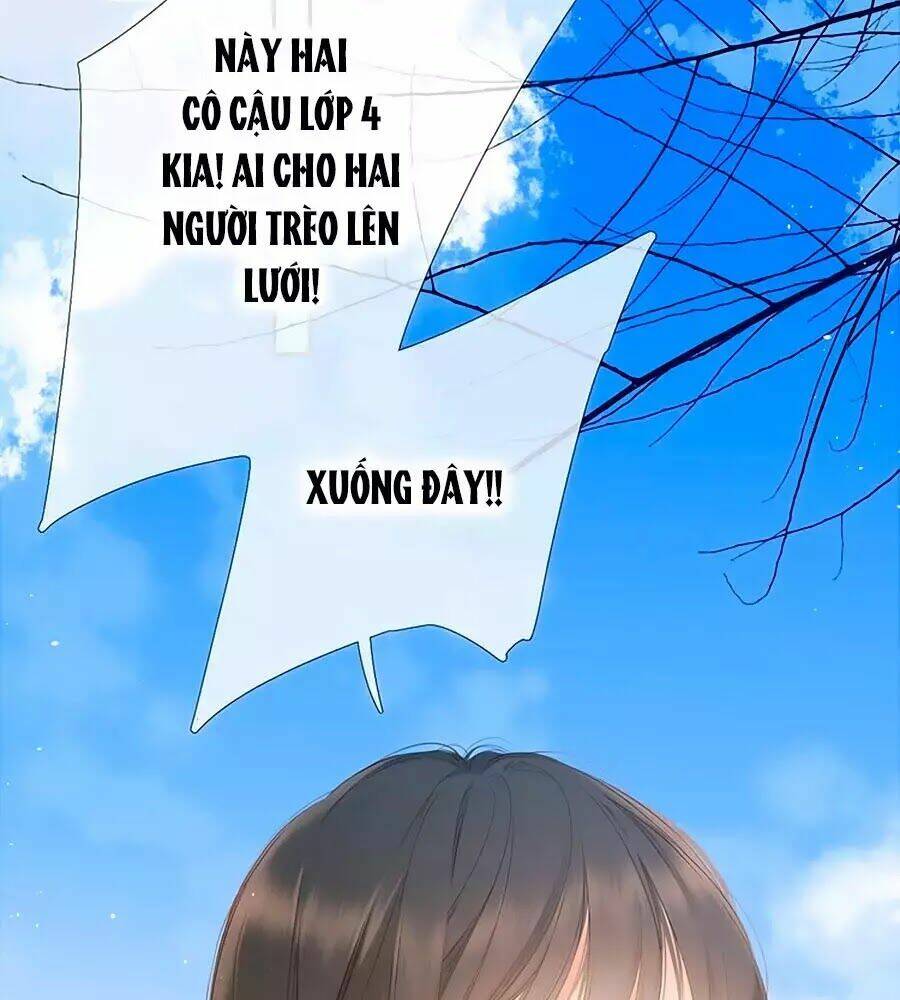 NÀY HAI
CÔ CẬU LỚP 4
KIA! AI CHO HAI
NGƯỜI TRÈO LÊN
LƯỚI!
XUỐNG ĐÂY!!